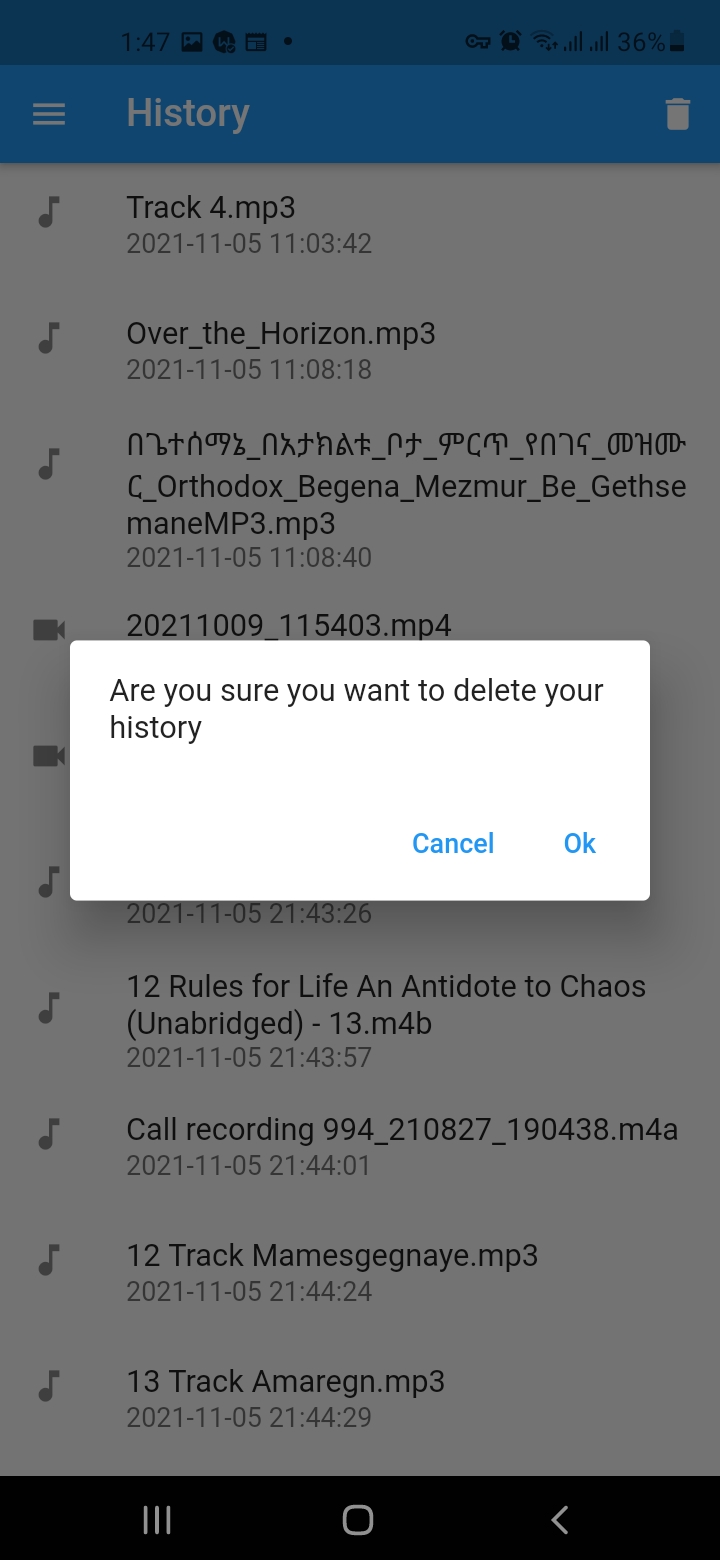 1:47
36%
History
Track 4.mp3
2021-11-05 11:03:42
Over_the_Horizon.mp3
2021-11-05 11:08:18
በጌተሰማኔ_በአታክልቱ_ቦታ_ምርጥ_የበገና_መዝሙ
ር_Orthodox_Begena_Mezmur_Be_Gethse
maneMP3.mp3
2021-11-05 11:08:40
20211009_115403.mp4
Are you sure you want to delete your
history
Cancel
Ok
2021-11-05 21:43:26
12 Rules for Life An Antidote to Chaos
(Unabridged) - 13.m4b
2021-11-05 21:43:57
Call recording 994_210827_190438.m4a
2021-11-05 21:44:01
12 Track Mamesgegnaye.mp3
2021-11-05 21:44:24
13 Track Amaregn.mp3
2021-11-05 21:44:29